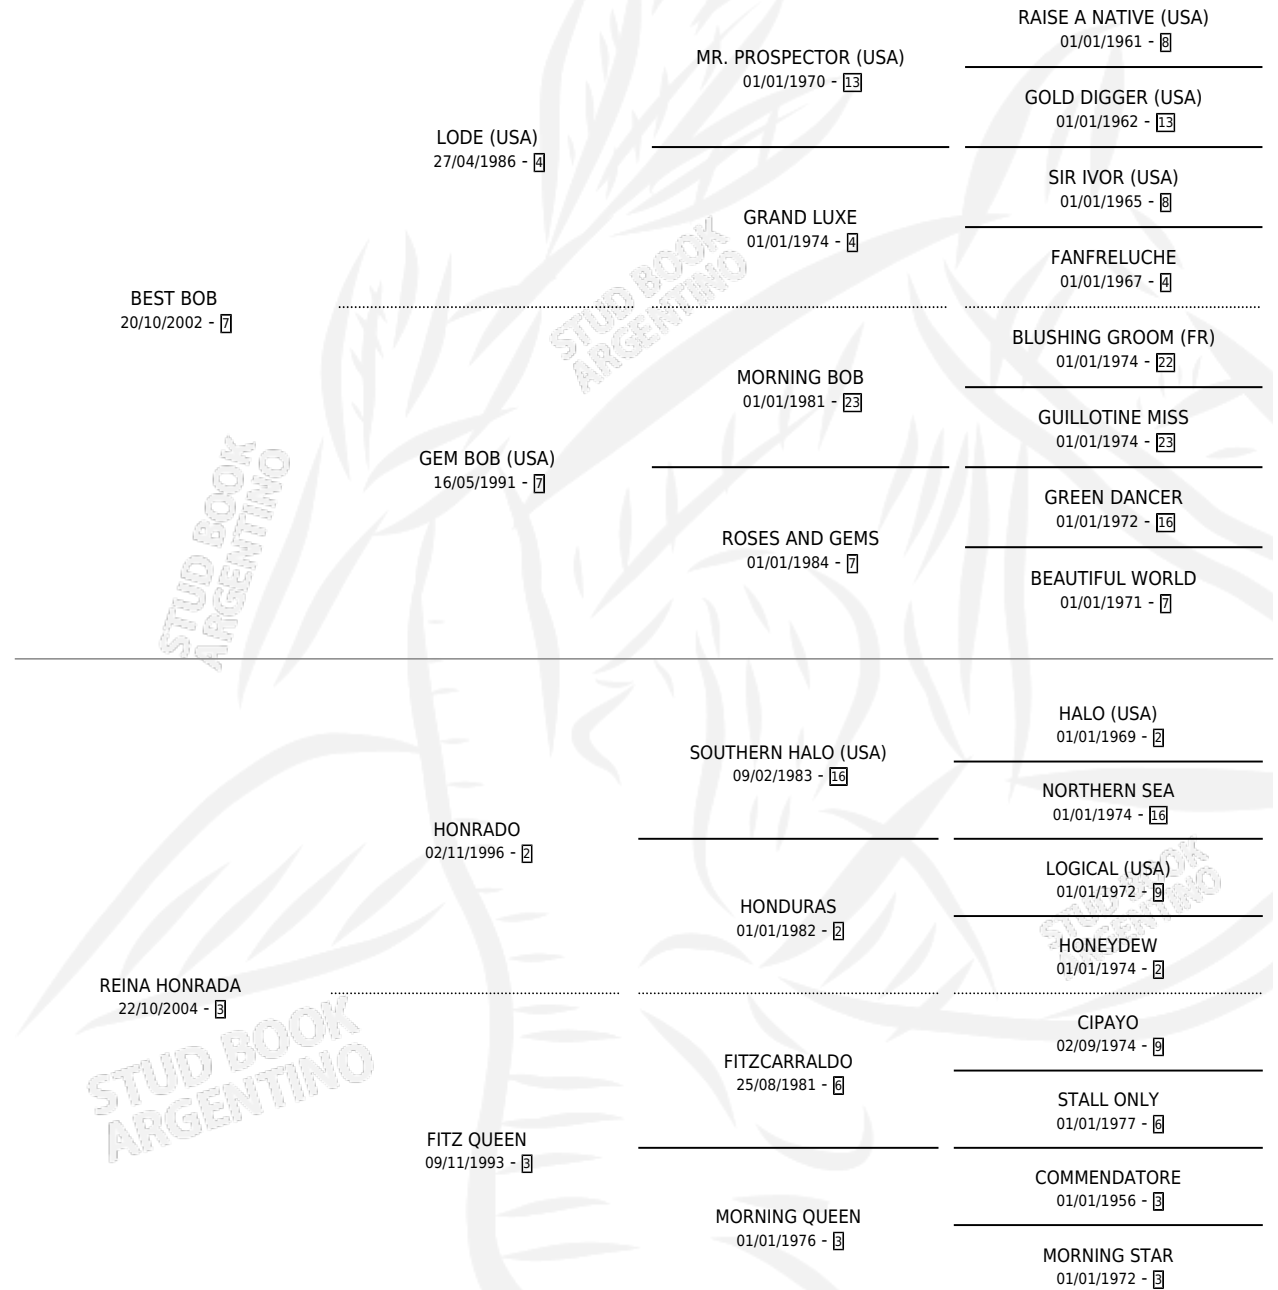 RAISE A NATIVE (USA)
01/01/1961 - 8
MR. PROSPECTOR (USA)
01/01/1970 - 13
GOLD DIGGER (USA)
01/01/1962 - 13
LODE (USA)
27/04/1986 - 4
SIR IVOR (USA)
01/01/1965 - 8
GRAND LUXE
01/01/1974 - 4
FANFRELUCHE
01/01/1967 - 4
STUD BOOK
ARGENTINO
BEST BOB
20/10/2002 - 7
BLUSHING GROOM (FR)
01/01/1974 - 22
MORNING BOB
01/01/1981 - 23
GUILLOTINE MISS
01/01/1974 - 23
GEM BOB (USA)
16/05/1991 - 7
GREEN DANCER
01/01/1972 - 16
ROSES AND GEMS
01/01/1984 - 7
BEAUTIFUL WORLD
01/01/1971 - 7
STUD BOOK
ARGENTINO
HALO (USA)
01/01/1969 - 2
SOUTHERN HALO (USA)
09/02/1983 - 16
NORTHERN SEA
01/01/1974 - 16
HONRADO
02/11/1996 - 2
LOGICAL (USA)
01/01/1972 - 9
HONDURAS
01/01/1982 - 2
HONEYDEW
01/01/1974 - 2
STUD BOOK
ARGENTINO
REINA HONRADA
22/10/2004 - 3
CIPAYO
02/09/1974 - 9
FITZCARRALDO
25/08/1981 - 6
STALL ONLY
01/01/1977 - 6
STUD BOOK
ARGENTINO
FITZ QUEEN
09/11/1993 - 3
COMMENDATORE
01/01/1956 - 3
MORNING QUEEN
01/01/1976 - 3
MORNING STAR
01/01/1972 - 3